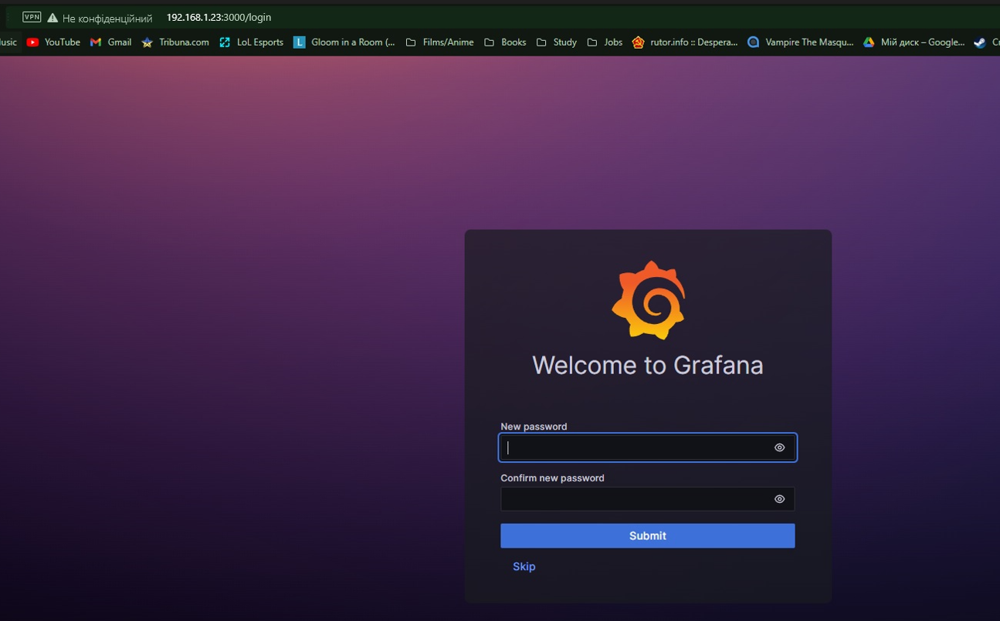 VPN Не конфіденційний 192.168.1.23:3000/login
usic YouTube Gmail Tribuna.com LoL Esports L Gloom in a Room (... Films/Anime Books Study Jobs rutor.info :: Despera... Vampire The Masqu... Мій диск – Google...
Welcome to Grafana
New password
Confirm new password
Submit
Skip